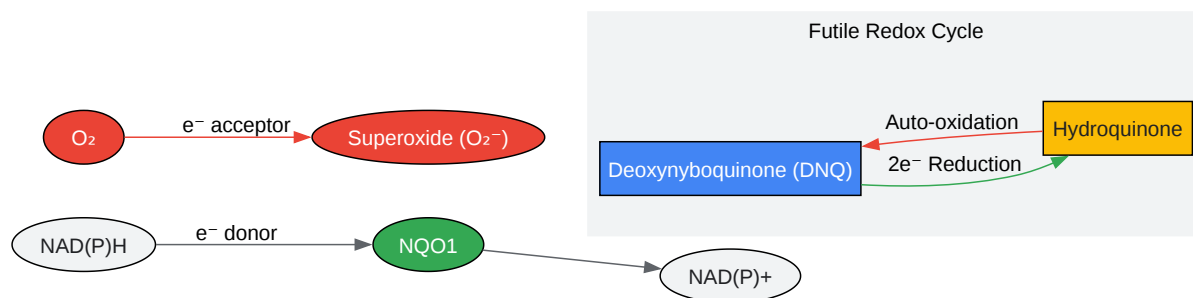 Futile Redox Cycle
O₂
e⁻ acceptor
Superoxide (O₂⁻)
Auto-oxidation
Hydroquinone
Deoxynyboquinone (DNQ)
2e⁻ Reduction
NAD(P)H
e⁻ donor
NQO1
NAD(P)+